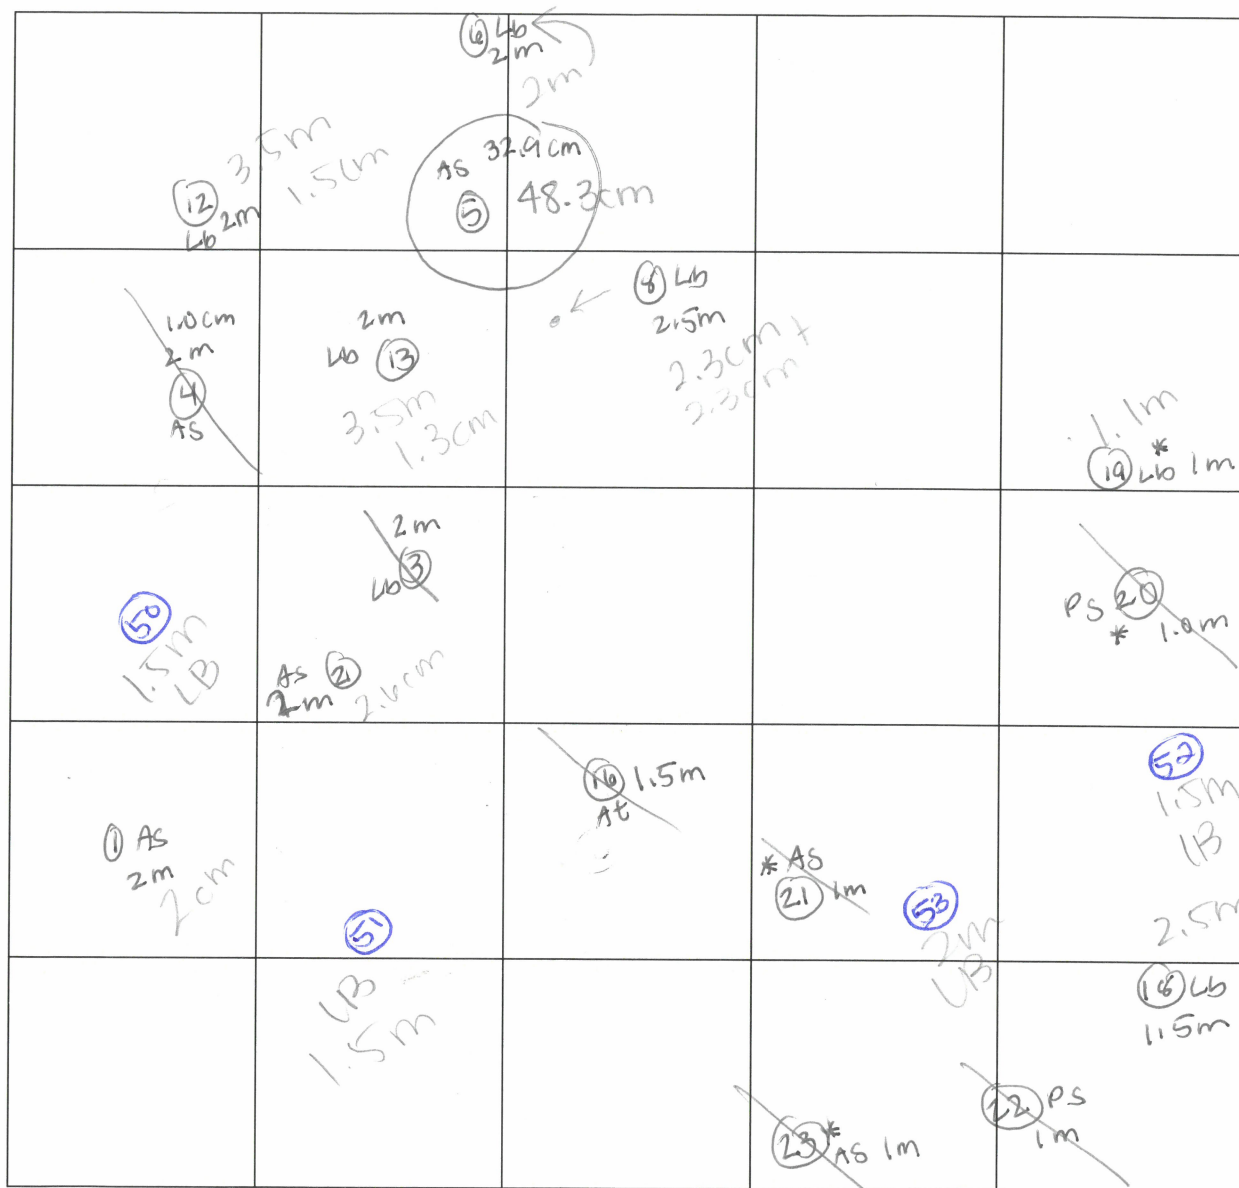 6 Lb
2m
2m
AS 32.9cm
5 48.3cm
3.5m
1.5cm
12 2m
Lb
1.0cm
2m
4
AS
2m
Lb 13
3.5m
1.3cm
8 Lb
2.5m
2.3cm +
2.3cm
1.1m
19 Lb * 1m
2m
Lb 3
50
1.5m
LB
AS 2
2m 2.6cm
PS 20
* 1.0m
1 AS
2m
2cm
51
LB
1.5m
16 1.5m
At
* AS
21 1m
53
2m
LB
52
1.5m
LB
2.5m
18 Lb
1.5m
23 * AS 1m
22 PS
1m